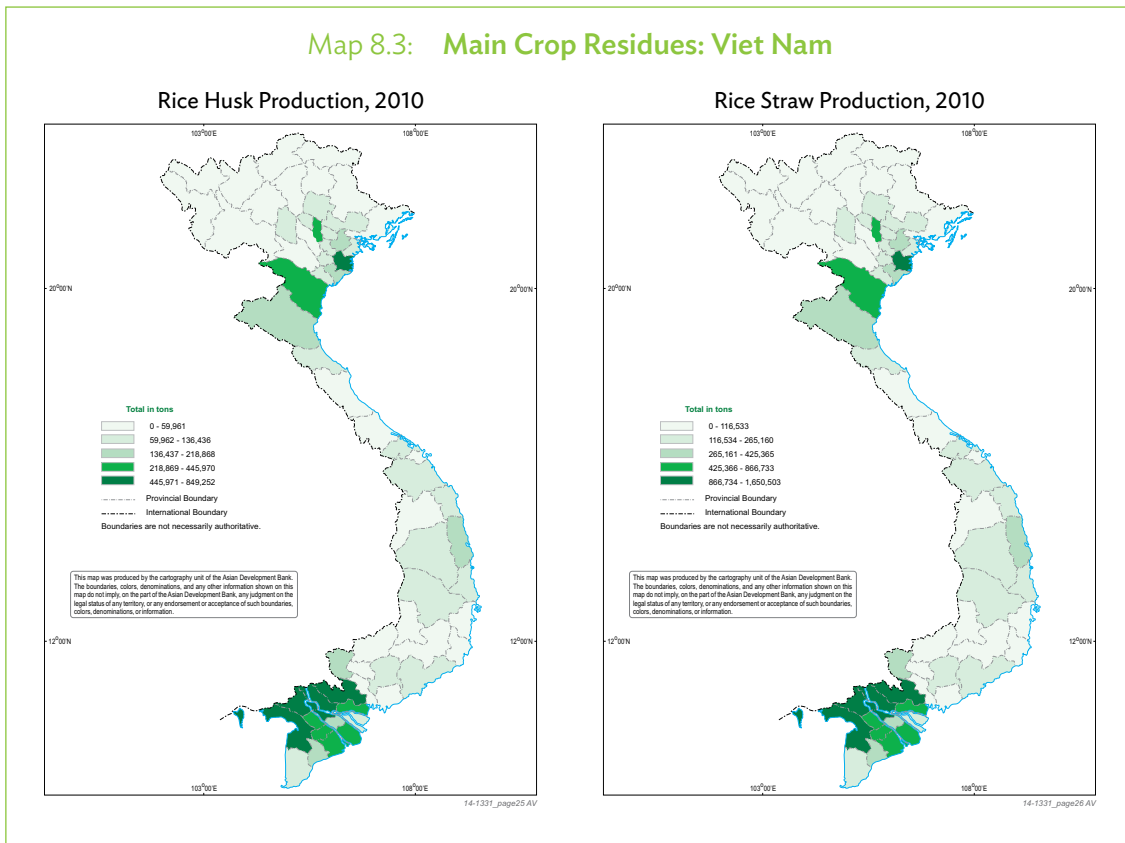 Map 8.3: Main Crop Residues: Viet Nam
Rice Husk Production, 2010
103°00'E
108°00'E
20°00'N
20°00'N
Total in tons
0 - 59,961
59,962 - 136,436
136,437 - 218,868
218,869 - 445,970
445,971 - 849,252
Provincial Boundary
International Boundary
Boundaries are not necessarily authoritative.
This map was produced by the cartography unit of the Asian Development Bank.
The boundaries, colors, denominations, and any other information shown on this
map do not imply, on the part of the Asian Development Bank, any judgment on the
legal status of any territory, or any endorsement or acceptance of such boundaries,
colors, denominations, or information.
12°00'N
12°00'N
103°00'E
108°00'E
14-1331_page25 AV
Rice Straw Production, 2010
103°00'E
108°00'E
20°00'N
20°00'N
Total in tons
0 - 116,533
116,534 - 265,160
265,161 - 425,365
425,366 - 866,733
866,734 - 1,650,503
Provincial Boundary
International Boundary
Boundaries are not necessarily authoritative.
This map was produced by the cartography unit of the Asian Development Bank.
The boundaries, colors, denominations, and any other information shown on this
map do not imply, on the part of the Asian Development Bank, any judgment on the
legal status of any territory, or any endorsement or acceptance of such boundaries,
colors, denominations, or information.
12°00'N
12°00'N
103°00'E
108°00'E
14-1331_page26 AV